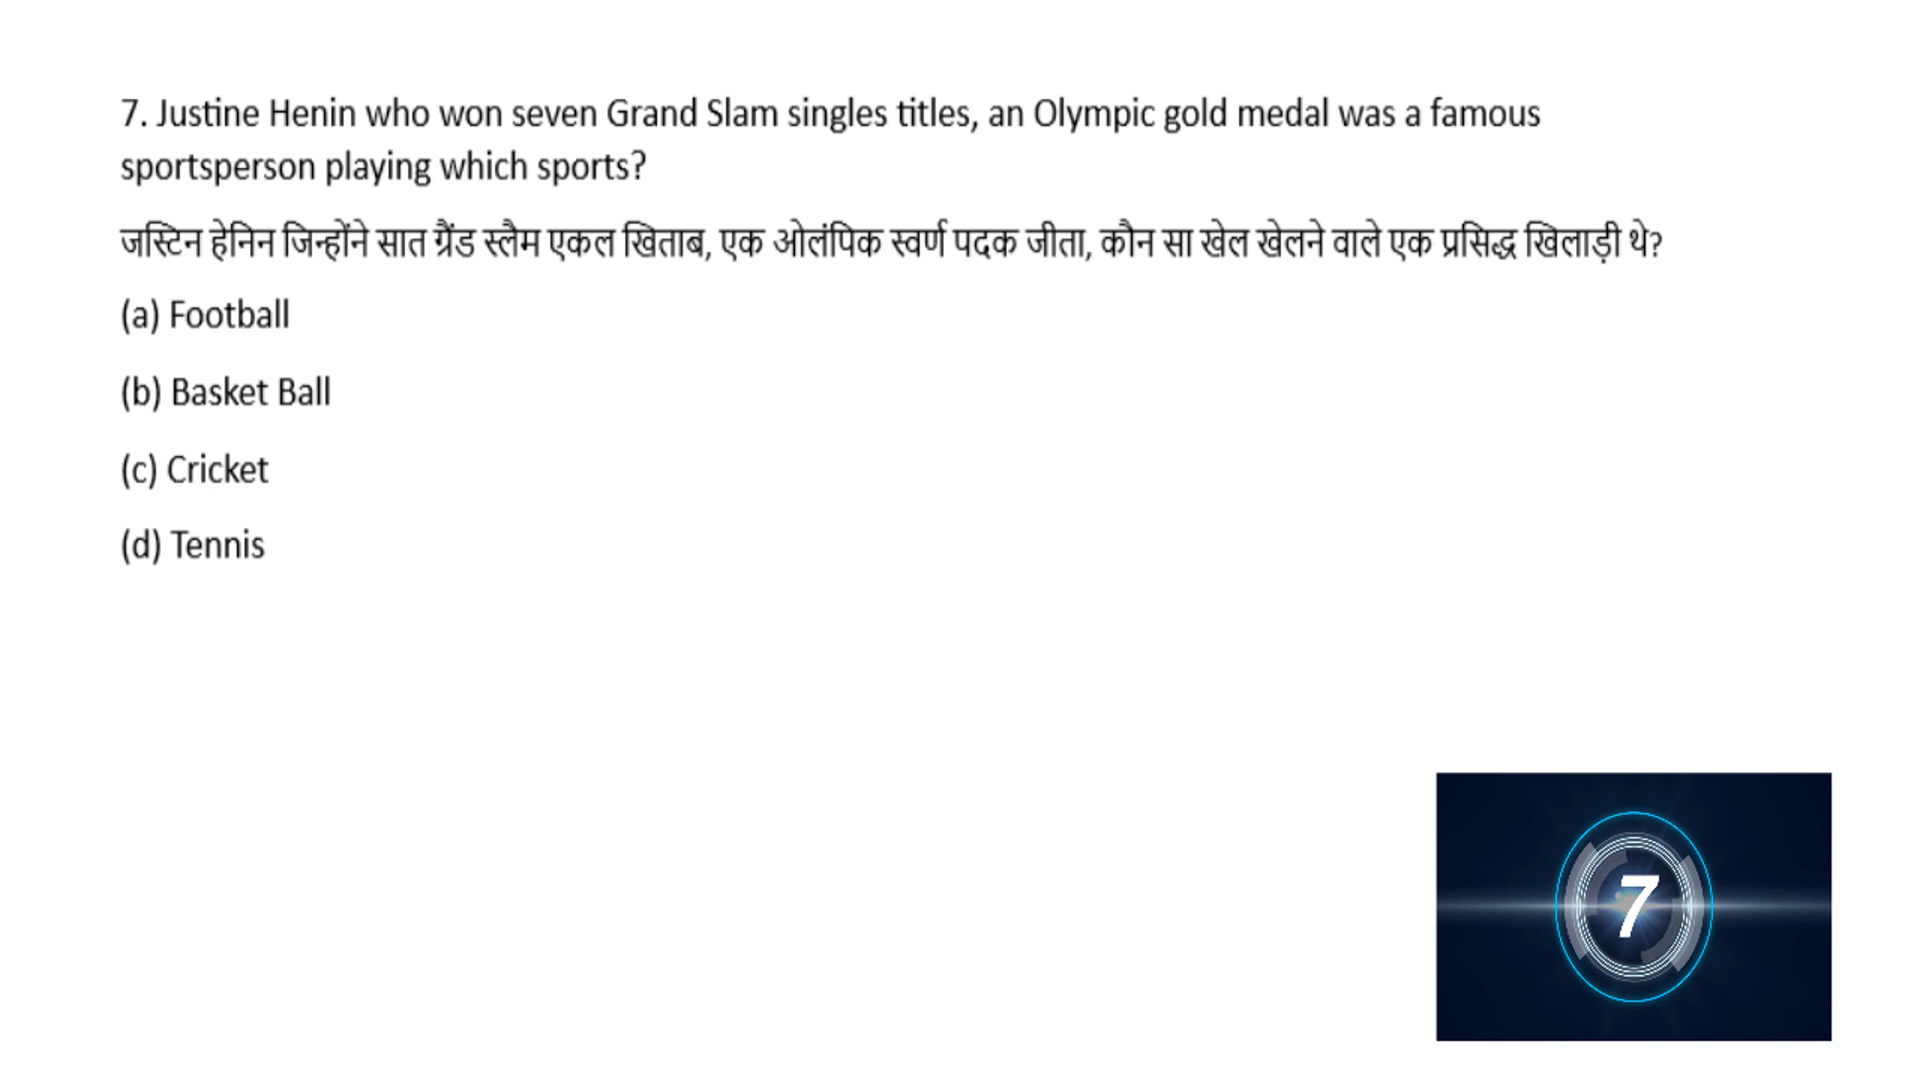 7. Justine Henin who won seven Grand Slam singles titles, an Olympic gold medal was a famous
sportsperson playing which sports?
जस्टिन हेनिन जिन्होंने सात ग्रैंड स्लैम एकल खिताब, एक ओलंपिक स्वर्ण पदक जीता, कौन सा खेल खेलने वाले एक प्रसिद्ध खिलाड़ी थे?
(a) Football
(b) Basket Ball
(c) Cricket
(d) Tennis
7